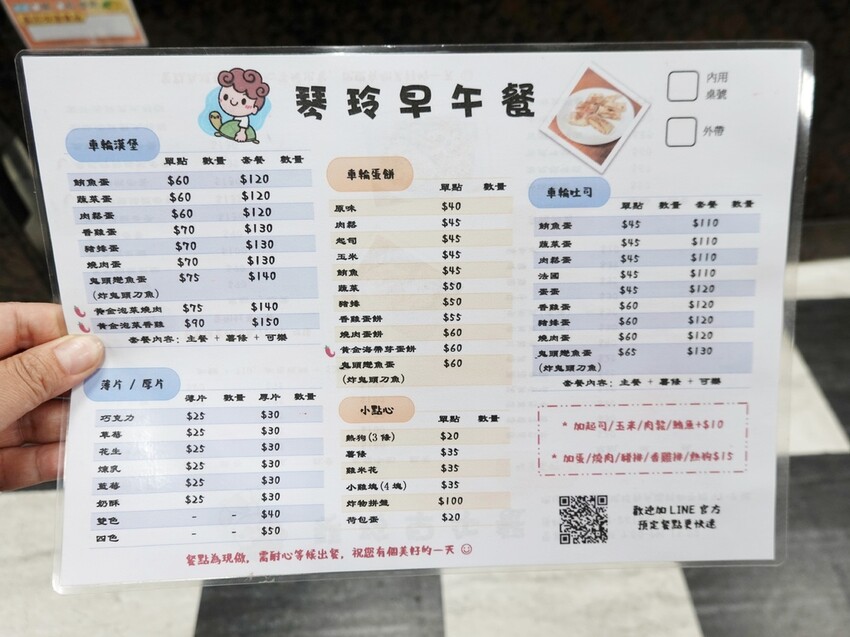 琴玲早午餐
內用
桌號
外帶
車輪漢堡
單點 數量 套餐 數量
鮪魚蛋 $60 $120
蔬菜蛋 $60 $120
肉鬆蛋 $60 $120
香雞蛋 $70 $130
豬排蛋 $70 $130
燒肉蛋 $70 $130
鬼頭戀魚蛋 $75 $140
(炸鬼頭刀魚)
黃金泡菜燒肉 $75 $140
黃金泡菜香雞 $90 $150
套餐內容: 主餐 + 薯條 + 可樂
薄片 / 厚片
薄片 數量 厚片 數量
巧克力 $25 $30
草莓 $25 $30
花生 $25 $30
煉乳 $25 $30
藍莓 $25 $30
奶酥 $25 $30
雙色 - - $40
四色 - - $50
車輪蛋餅
單點 數量
原味 $40
肉鬆 $45
起司 $45
玉米 $45
鮪魚 $45
蔬菜 $50
豬排 $50
香雞蛋餅 $55
燒肉蛋餅 $60
黃金海帶芽蛋餅 $60
鬼頭戀魚蛋 $60
(炸鬼頭刀魚)
小點心
單點 數量
熱狗(3條) $20
薯條 $35
雞米花 $35
小雞塊(4塊) $35
炸物拼盤 $100
荷包蛋 $20
車輪吐司
單點 數量 套餐 數量
鮪魚蛋 $45 $110
蔬菜蛋 $45 $110
肉鬆蛋 $45 $110
法國 $45 $110
蛋蛋 $45 $120
香雞蛋 $60 $120
豬排蛋 $60 $120
燒肉蛋 $60 $120
鬼頭戀魚蛋 $65 $130
(炸鬼頭刀魚)
套餐內容: 主餐 + 薯條 + 可樂
* 加起司/玉米/肉鬆/鮪魚+$10
* 加蛋/燒肉/豬排/香雞排/熱狗$15
歡迎加LINE官方
預定餐點更快速
餐點為現做, 需耐心等候出餐, 祝您有個美好的一天